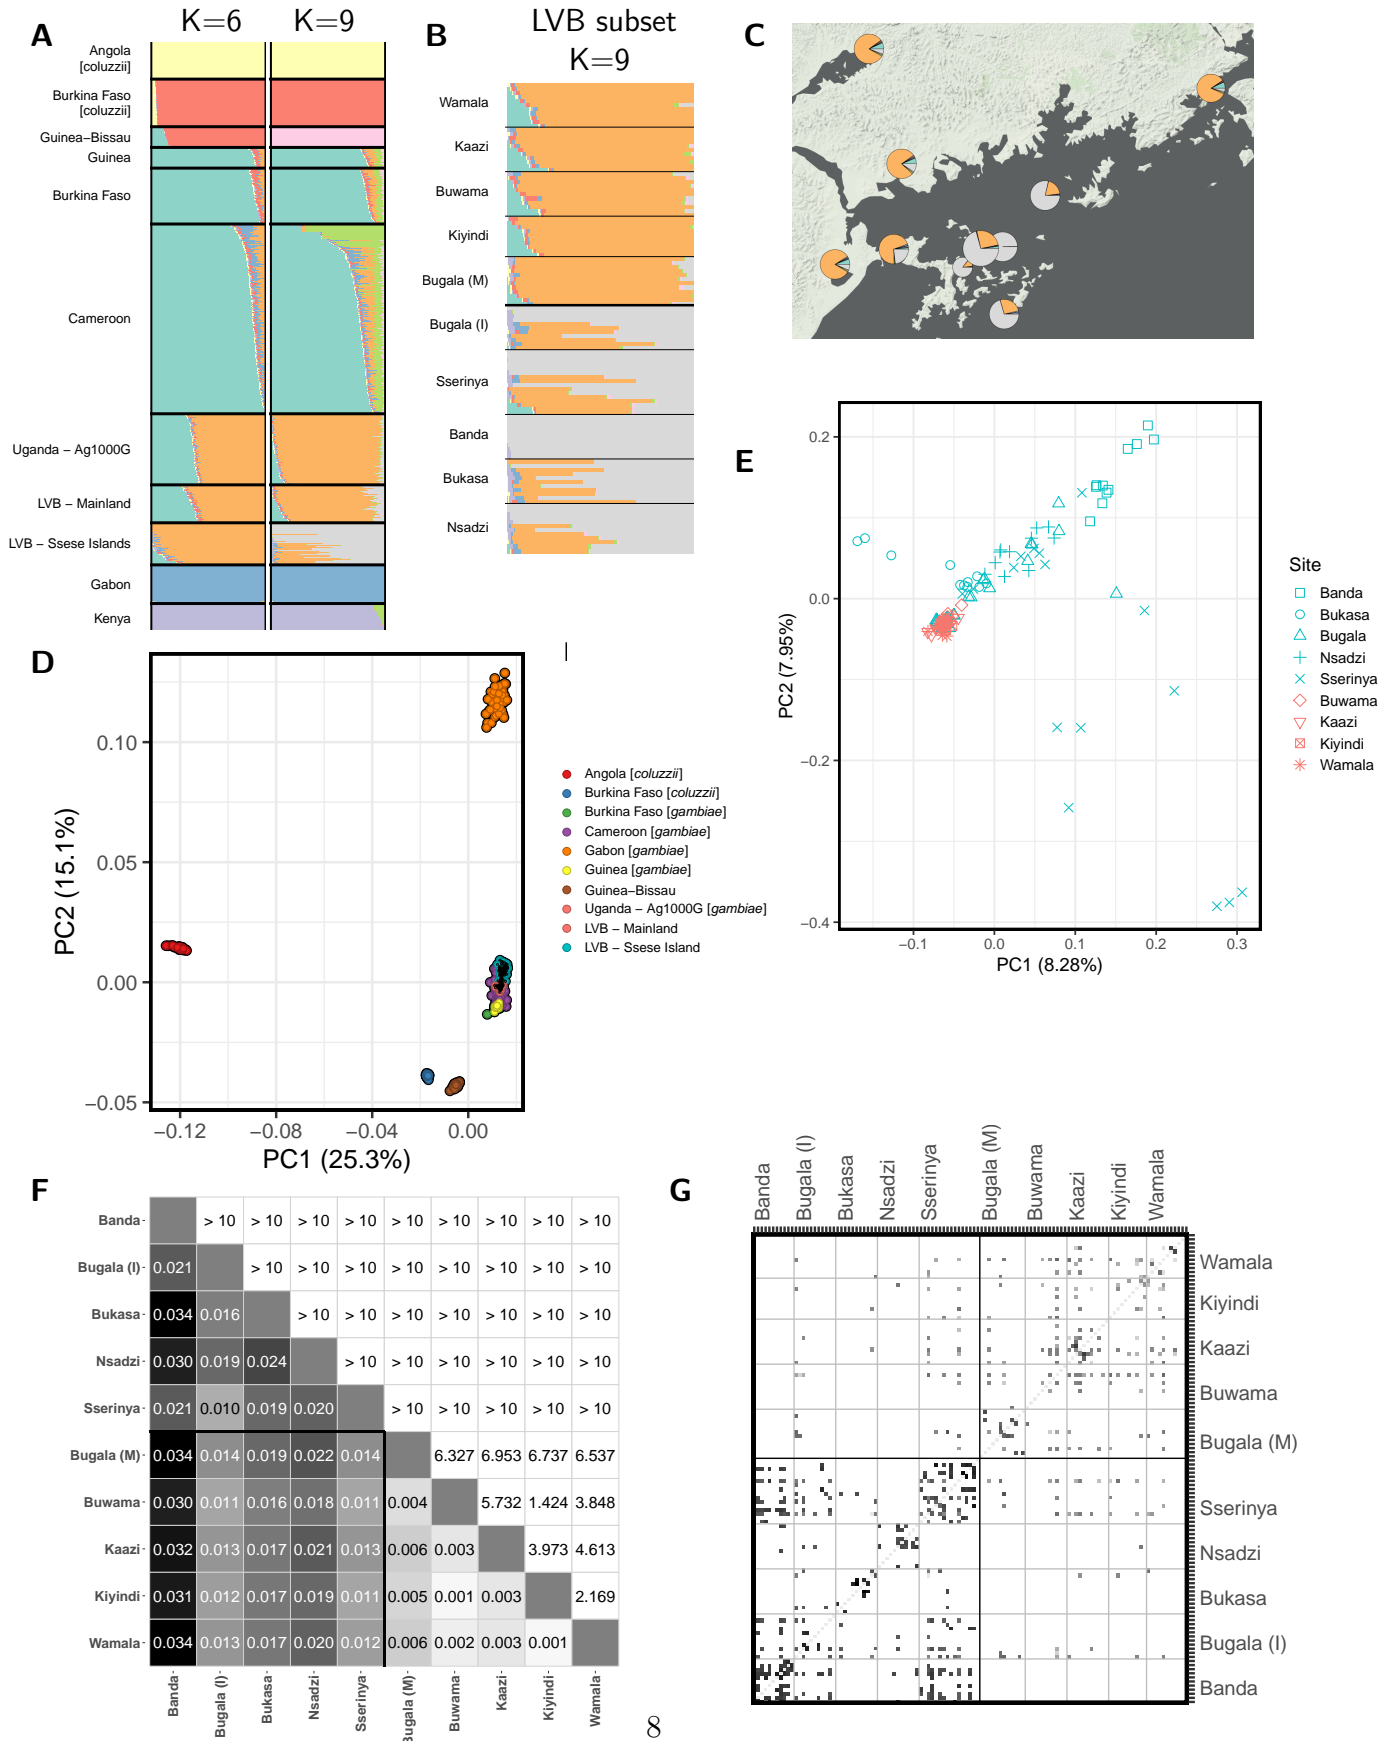 A
K=6
K=9
Angola
[coluzzii]
Burkina Faso
[coluzzii]
Guinea−Bissau
Guinea
Burkina Faso
Cameroon
Uganda − Ag1000G
LVB − Mainland
LVB − Ssese Islands
Gabon
Kenya
B
LVB subset
K=9
Wamala
Kaazi
Buwama
Kiyindi
Bugala (M)
Bugala (I)
Sserinya
Banda
Bukasa
Nsadzi
C
D
PC2 (15.1%)
0.10
0.05
0.00
−0.05
−0.12
−0.08
−0.04
0.00
PC1 (25.3%)
Angola [coluzzii]
Burkina Faso [coluzzii]
Burkina Faso [gambiae]
Cameroon [gambiae]
Gabon [gambiae]
Guinea [gambiae]
Guinea−Bissau
Uganda − Ag1000G [gambiae]
LVB − Mainland
LVB − Ssese Island
E
PC2 (7.95%)
0.2
0.0
−0.2
−0.4
−0.1
0.0
0.1
0.2
0.3
PC1 (8.28%)
Site
Banda
Bukasa
Bugala
Nsadzi
Sserinya
Buwama
Kaazi
Kiyindi
Wamala
F
Banda > 10 > 10 > 10 > 10 > 10 > 10 > 10 > 10 > 10
Bugala (I) 0.021 > 10 > 10 > 10 > 10 > 10 > 10 > 10 > 10
Bukasa 0.034 0.016 > 10 > 10 > 10 > 10 > 10 > 10 > 10
Nsadzi 0.030 0.019 0.024 > 10 > 10 > 10 > 10 > 10 > 10
Sserinya 0.021 0.010 0.019 0.020 > 10 > 10 > 10 > 10 > 10
Bugala (M) 0.034 0.014 0.019 0.022 0.014 6.327 6.953 6.737 6.537
Buwama 0.030 0.011 0.016 0.018 0.011 0.004 5.732 1.424 3.848
Kaazi 0.032 0.013 0.017 0.021 0.013 0.006 0.003 3.973 4.613
Kiyindi 0.031 0.012 0.017 0.019 0.011 0.005 0.001 0.003 2.169
Wamala 0.034 0.013 0.017 0.020 0.012 0.006 0.002 0.003 0.001
Banda
Bugala (I)
Bukasa
Nsadzi
Sserinya
Bugala (M)
Buwama
Kaazi
Kiyindi
Wamala
G
Banda
Bugala (I)
Bukasa
Nsadzi
Sserinya
Bugala (M)
Buwama
Kaazi
Kiyindi
Wamala
Wamala
Kiyindi
Kaazi
Buwama
Bugala (M)
Sserinya
Nsadzi
Bukasa
Bugala (I)
Banda
8